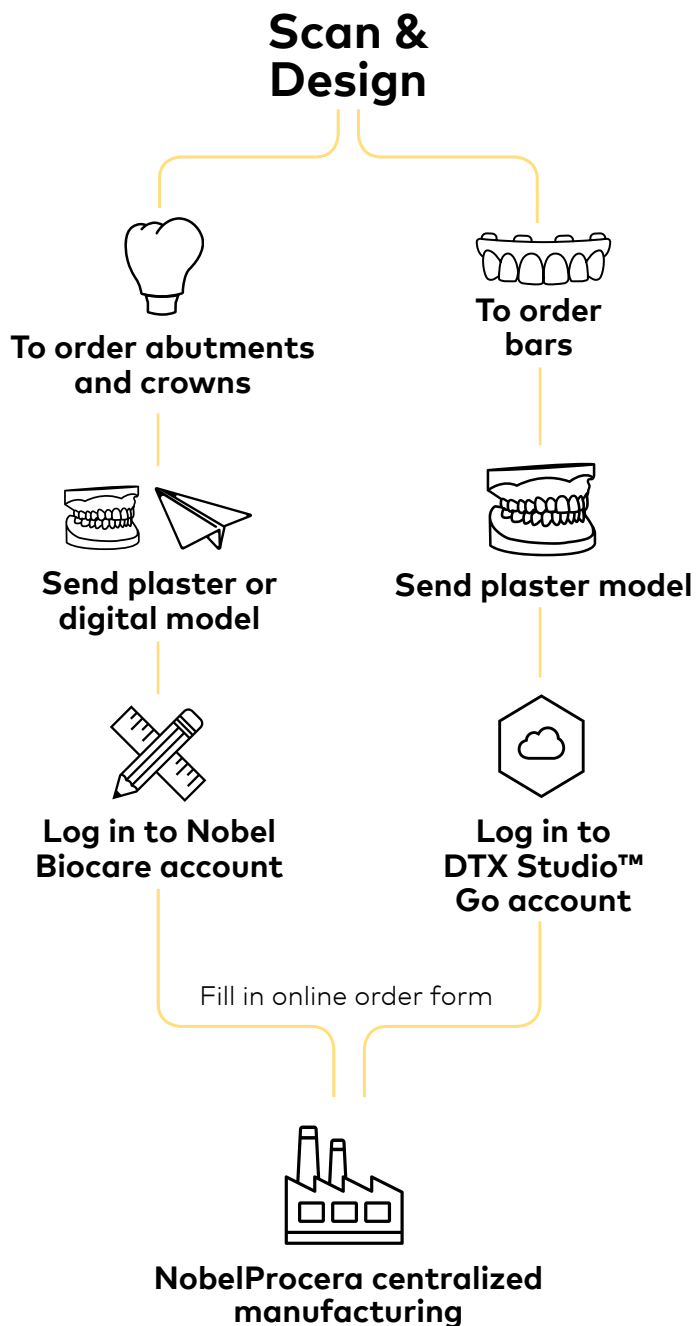 Scan &
Design
To order abutments
and crowns
To order
bars
Send plaster or
digital model
Send plaster model
Log in to Nobel
Biocare account
Log in to
DTX Studio™
Go account
Fill in online order form
NobelProcera centralized
manufacturing